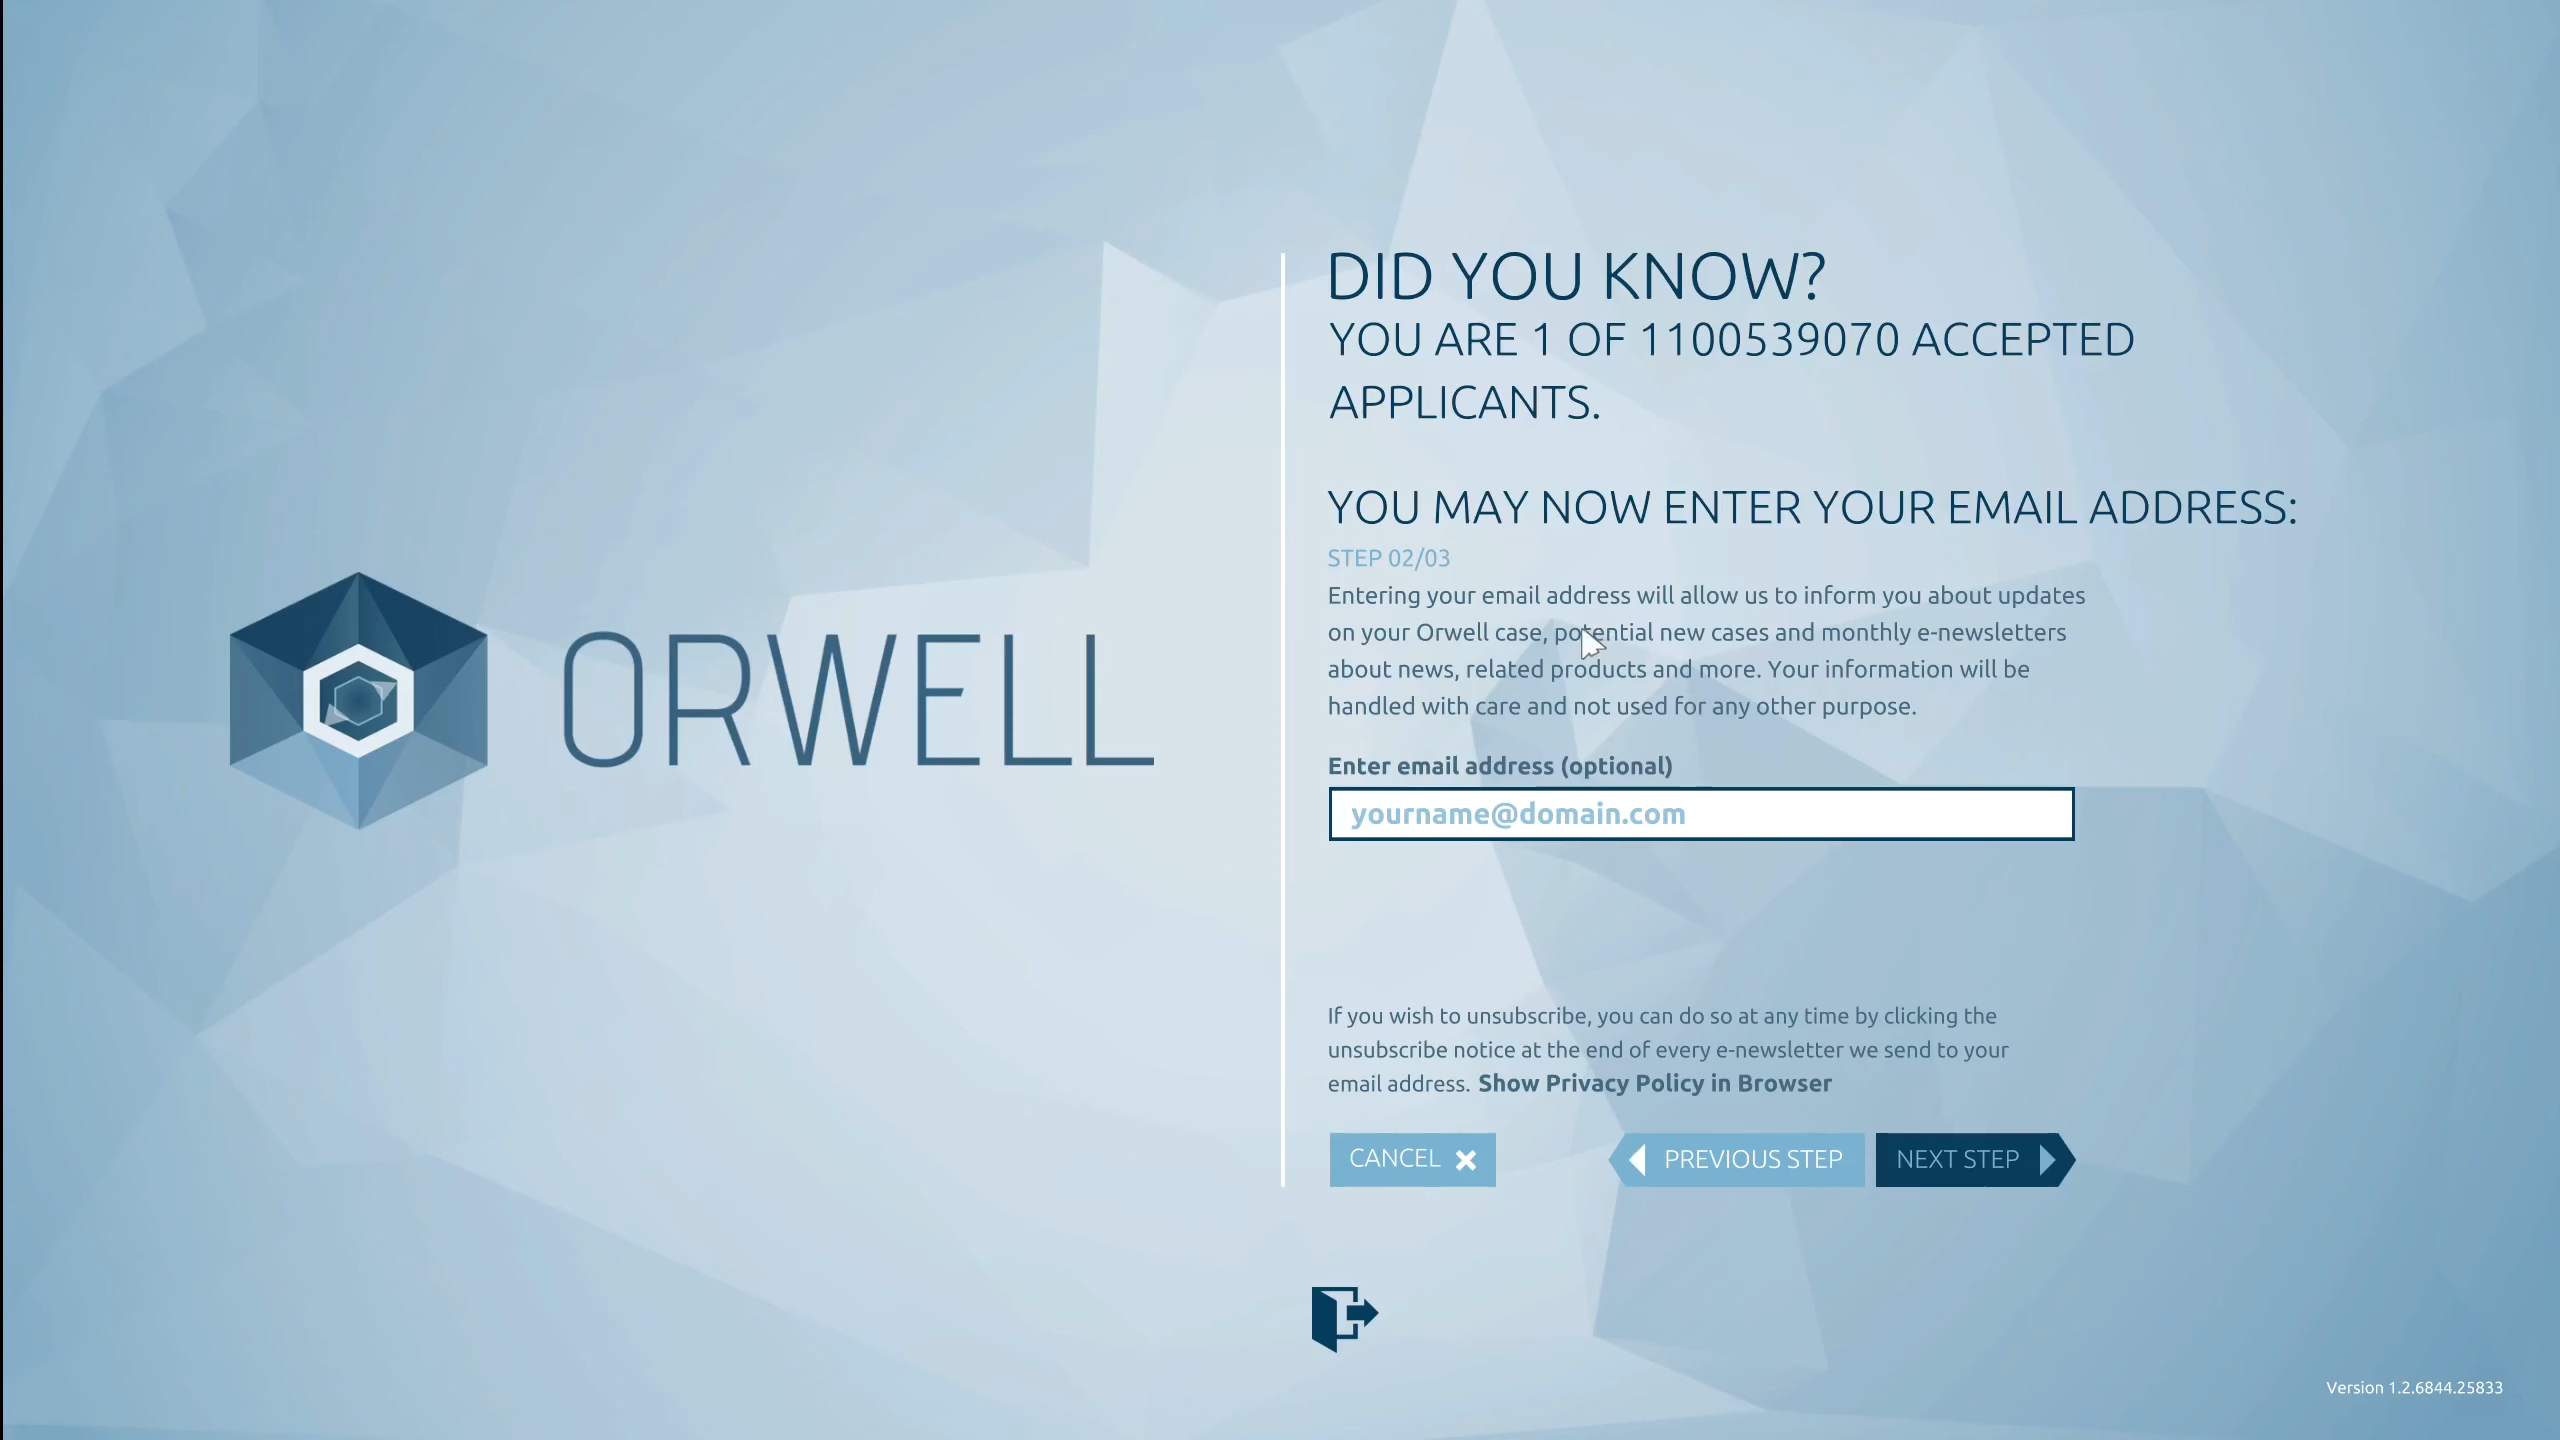 ORWELL
DID YOU KNOW?
YOU ARE 1 OF 1100539070 ACCEPTED
APPLICANTS.
YOU MAY NOW ENTER YOUR EMAIL ADDRESS:
STEP 02/03
Entering your email address will allow us to inform you about updates
on your Orwell case, potential new cases and monthly e-newsletters
about news, related products and more. Your information will be
handled with care and not used for any other purpose.
Enter email address (optional)
yourname@domain.com
If you wish to unsubscribe, you can do so at any time by clicking the
unsubscribe notice at the end of every e-newsletter we send to your
email address. Show Privacy Policy in Browser
CANCEL
PREVIOUS STEP
NEXT STEP
Version 1.2.6844.25833